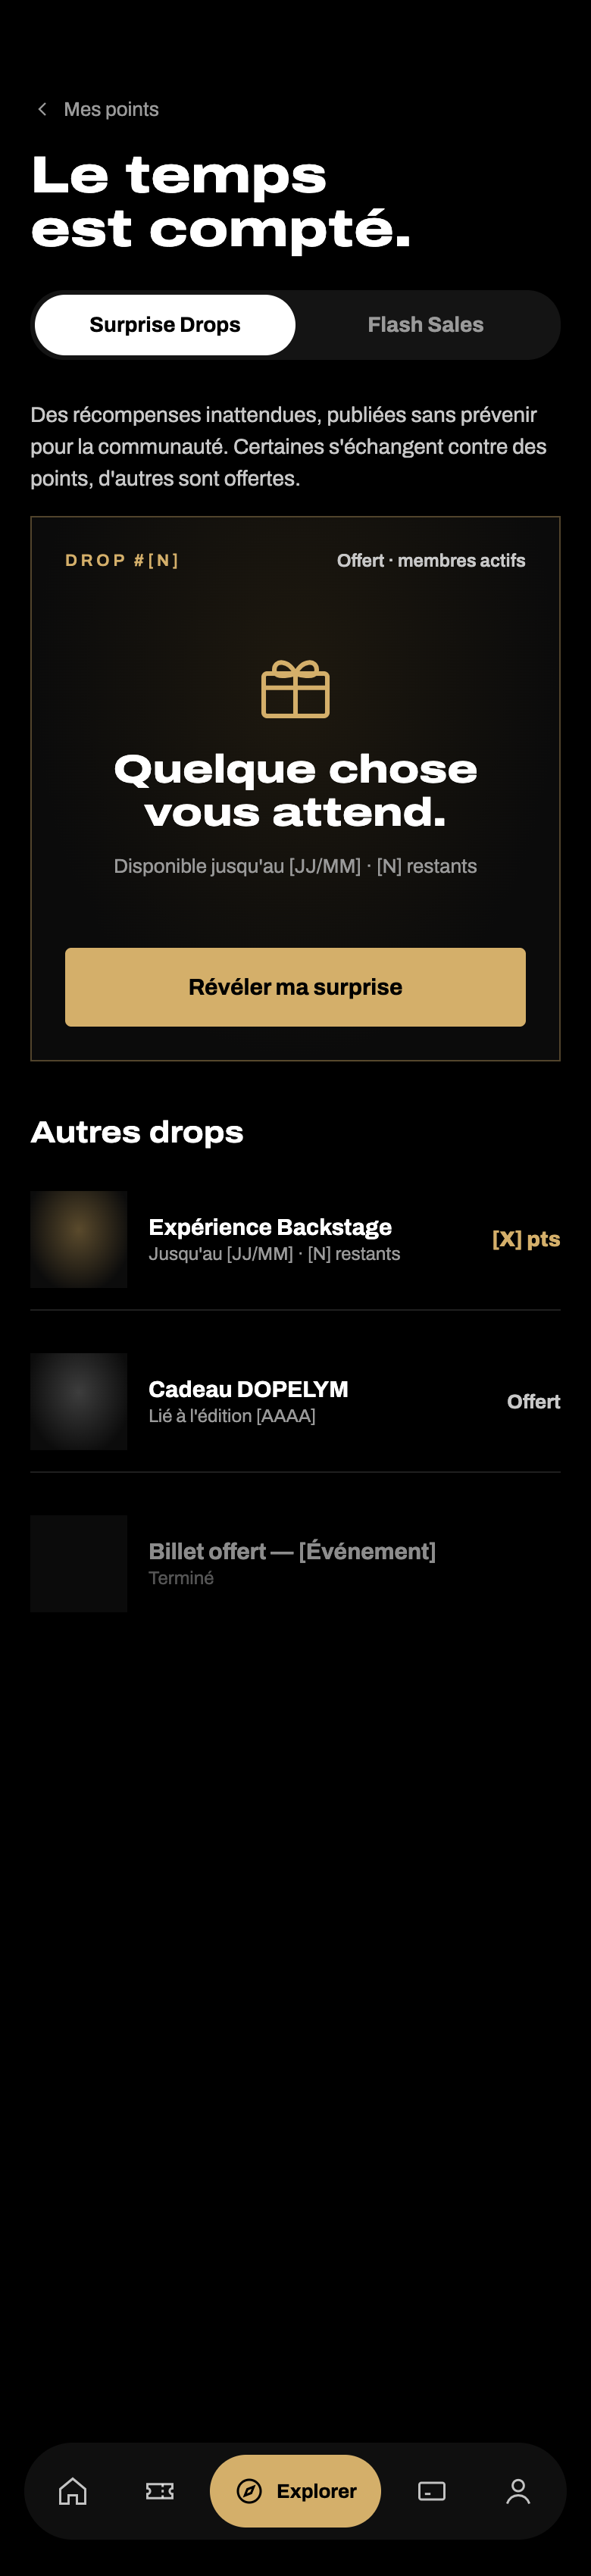 Mes points
Le temps
est compté.
Surprise Drops
Flash Sales
Des récompenses inattendues, publiées sans prévenir
pour la communauté. Certaines s'échangent contre des
points, d'autres sont offertes.
DROP #[N]
Offert · membres actifs
Quelque chose
vous attend.
Disponible jusqu'au [JJ/MM] · [N] restants
Révéler ma surprise
Autres drops
Expérience Backstage
Jusqu'au [JJ/MM] · [N] restants
[X] pts
Cadeau DOPELYM
Lié à l'édition [AAAA]
Offert
Billet offert — [Événement]
Terminé
Explorer